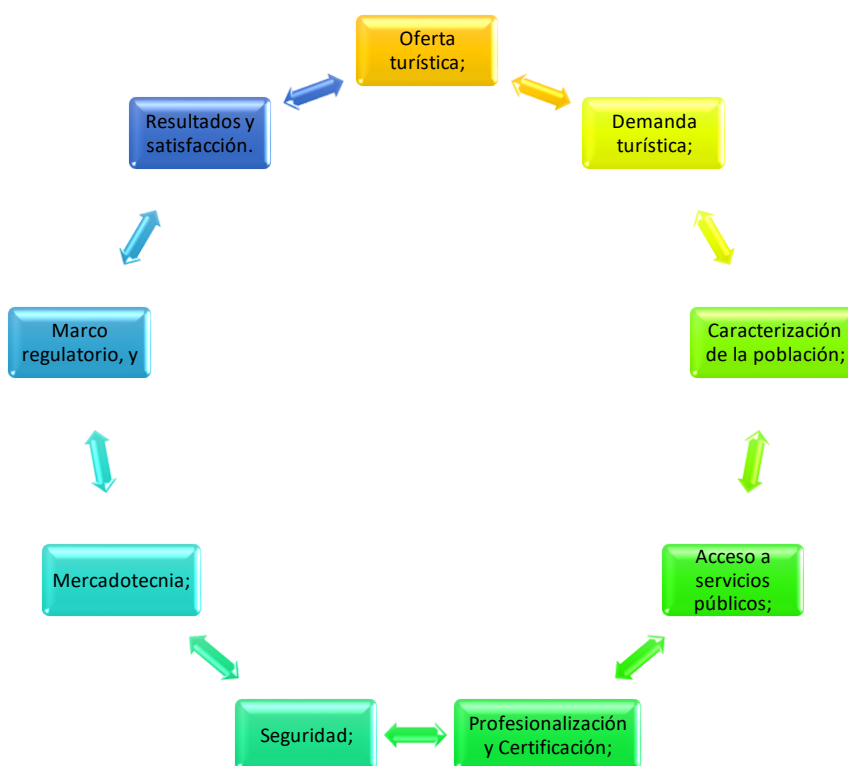 Oferta
turística;
Demanda
turística;
Caracterización
de la población;
Acceso a
servicios
públicos;
Profesionalización
y Certificación;
Seguridad;
Mercadotecnia;
Marco
regulatorio, y
Resultados y
satisfacción.